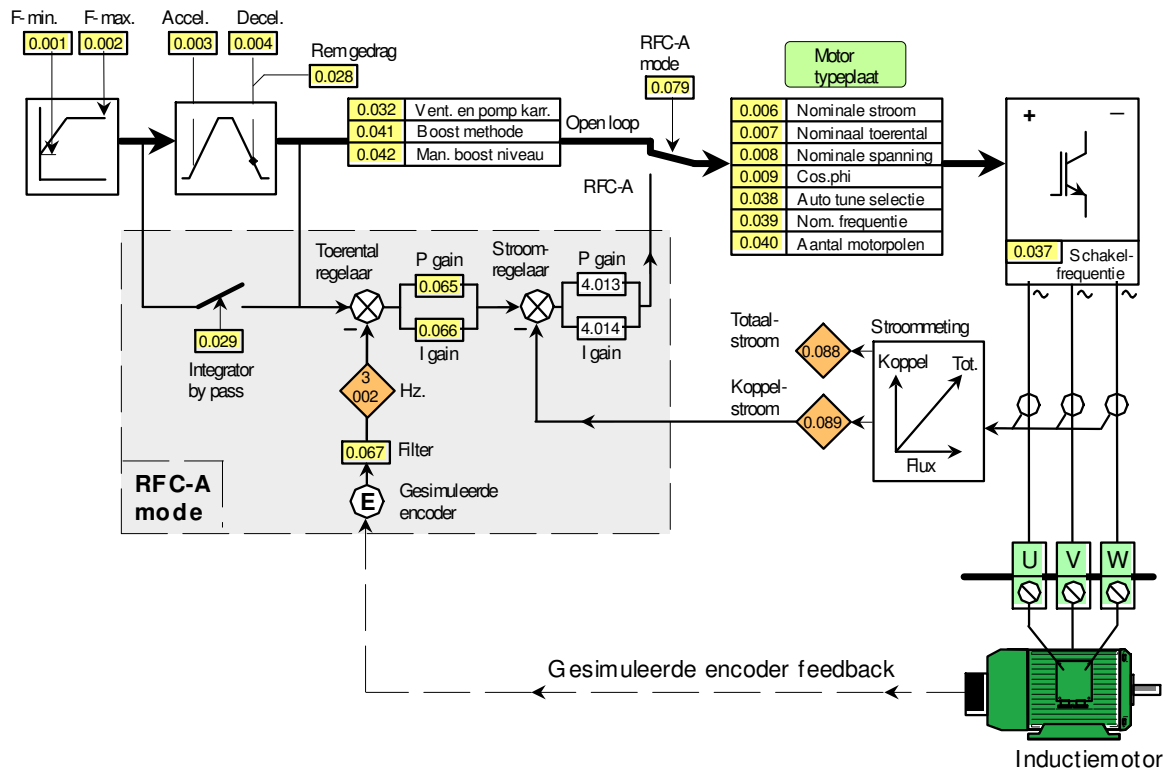 F-min.
F-max.
Accel.
Decel.
0.001
0.002
0.003
0.004
Remgedrag
0.028
RFC-A
mode
0.079
Motor
typeplaat
0.032 Vent. en pomp karr.
0.041 Boost methode
0.042 Man. boost niveau
Open loop
RFC-A
0.006 Nominale stroom
0.007 Nominaal toerental
0.008 Nominale spanning
0.009 Cos.phi
0.038 Auto tune selectie
0.039 Nom. frequentie
0.040 Aantal motorpolen
+ –
0.037 Schakel-
frequentie
~ ~ ~
Toerental
regelaar
P gain
0.065
0.066
I gain
Stroom-
regelaar
P gain
4.013
4.014
I gain
–
–
0.029
Integrator
by pass
3
002
Hz.
0.067
Filter
E
Gesimuleerde
encoder
RFC-A
mode
Totaal-
stroom
0.088
Koppel-
stroom
0.089
Stroommeting
Koppel
Tot.
Flux
U V W
Gesimuleerde encoder feedback
Inductiemotor